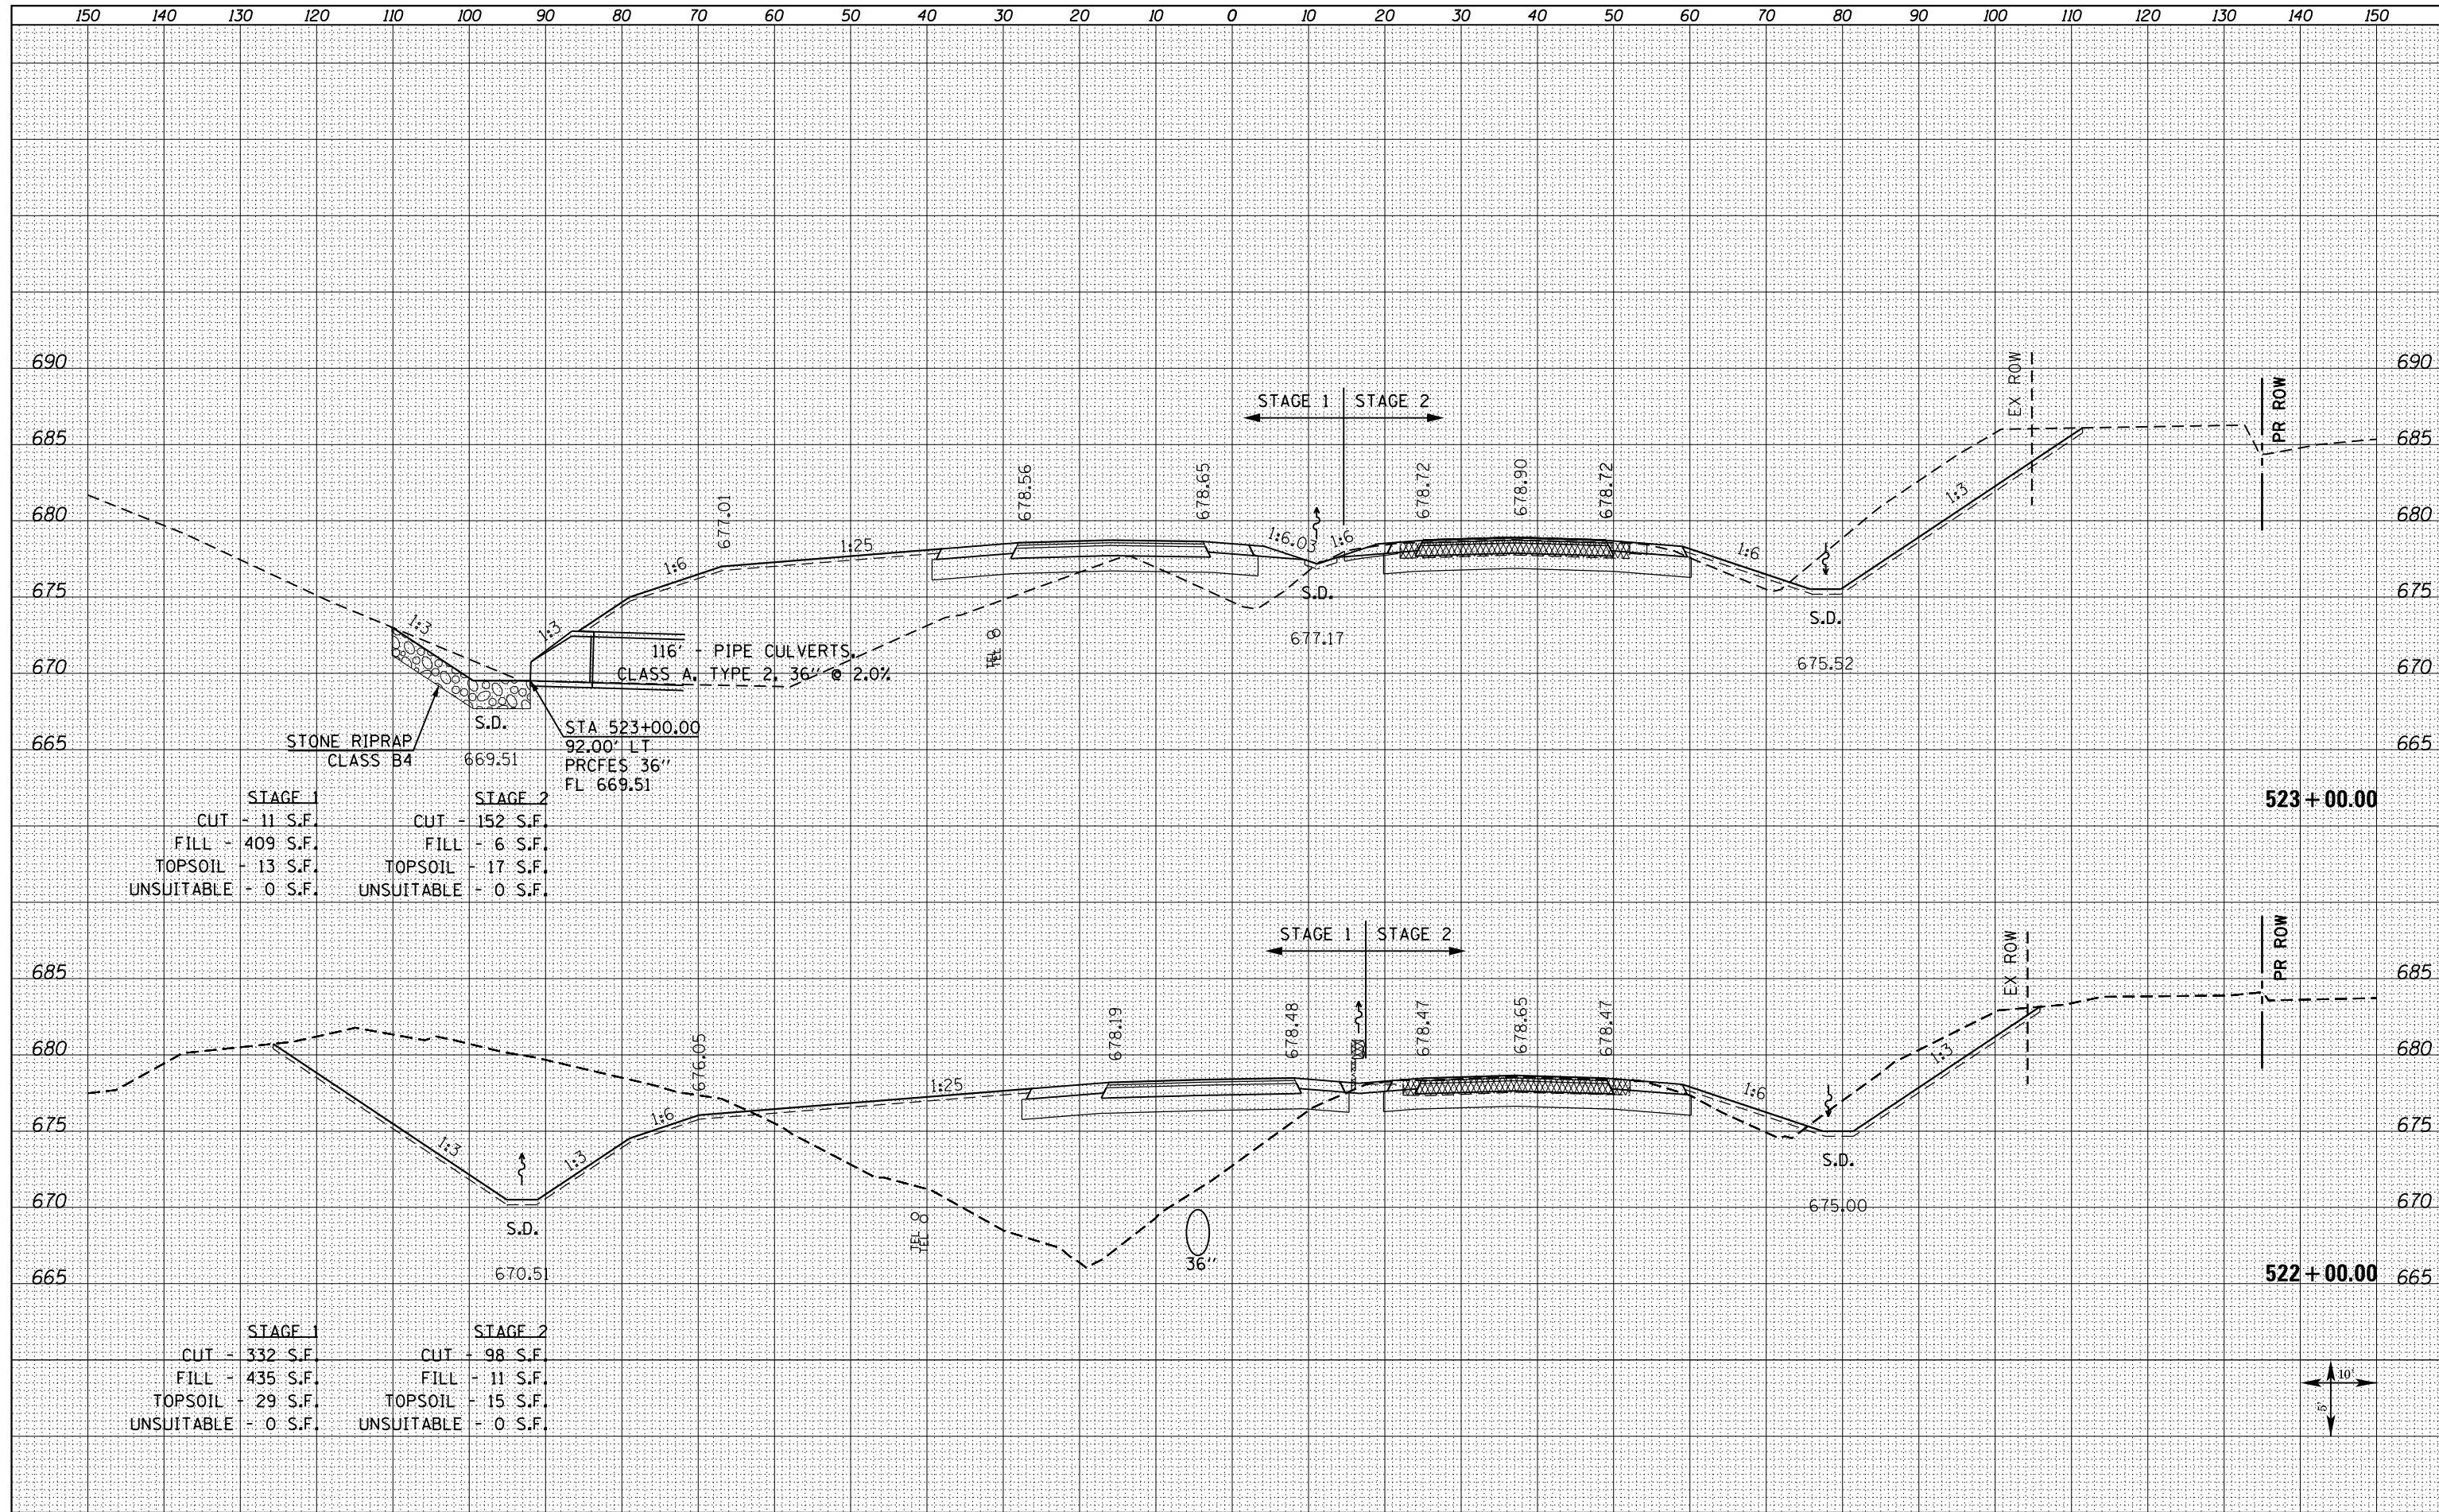 150 140 130 120 110 100 90 80 70 60 50 40 30 20 10 0 10 20 30 40 50 60 70 80 90 100 110 120 130 140 150
690 690
EX ROW
PR ROW
STAGE 1 STAGE 2
685 685
677.01
678.56
678.65
678.72
678.90
678.72
680 680
1:3
1:6
1:25
1:6.03
1:6
1:6
675 675
1:3
1:3
S.D.
S.D.
677.17
675.52
TEL
TEL
116' - PIPE CULVERTS,
CLASS A, TYPE 2, 36" @ 2.0%
670 670
S.D.
669.51
STONE RIPRAP
CLASS B4
STA 523+00.00
92.00' LT
PRCFES 36"
FL 669.51
665 665
523+00.00
STAGE 1
CUT - 11 S.F.
FILL - 409 S.F.
TOPSOIL - 13 S.F.
UNSUITABLE - 0 S.F.
STAGE 2
CUT - 152 S.F.
FILL - 6 S.F.
TOPSOIL - 17 S.F.
UNSUITABLE - 0 S.F.
STAGE 1 STAGE 2
EX ROW
PR ROW
685 685
676.05
678.19
678.48
678.47
678.65
678.47
680 680
1:25
1:6
1:3
1:6
675 675
1:3
1:3
S.D.
675.00
670 670
S.D.
670.51
TEL
TEL
36"
665 665
522+00.00
STAGE 1
CUT - 332 S.F.
FILL - 435 S.F.
TOPSOIL - 29 S.F.
UNSUITABLE - 0 S.F.
STAGE 2
CUT - 98 S.F.
FILL - 11 S.F.
TOPSOIL - 15 S.F.
UNSUITABLE - 0 S.F.
10'
5'